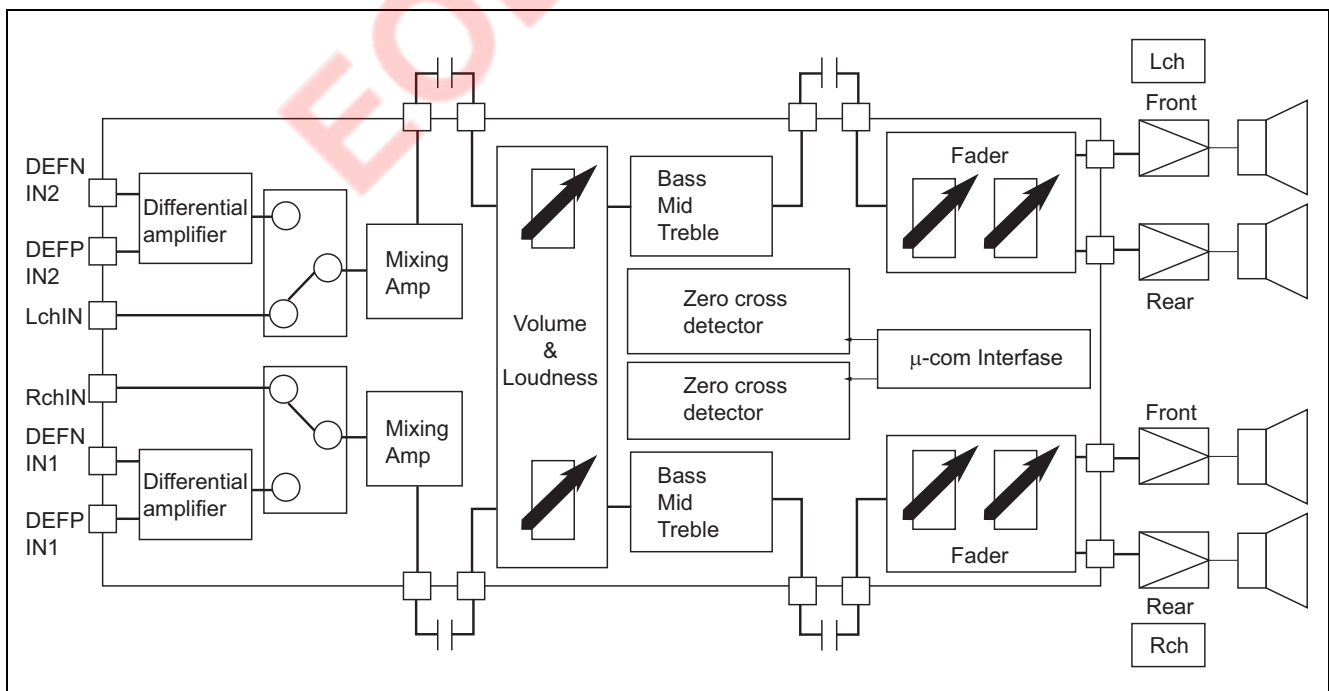 EOL
Lch
Front
DEFN
IN2
Differential
amplifier
DEFP
IN2
LchIN
Mixing
Amp
Bass
Mid
Treble
Fader
Rear
Volume
&
Loudness
Zero cross
detector
μ-com Interfase
Zero cross
detector
RchIN
DEFN
IN1
Differential
amplifier
DEFP
IN1
Mixing
Amp
Bass
Mid
Treble
Fader
Front
Rear
Rch